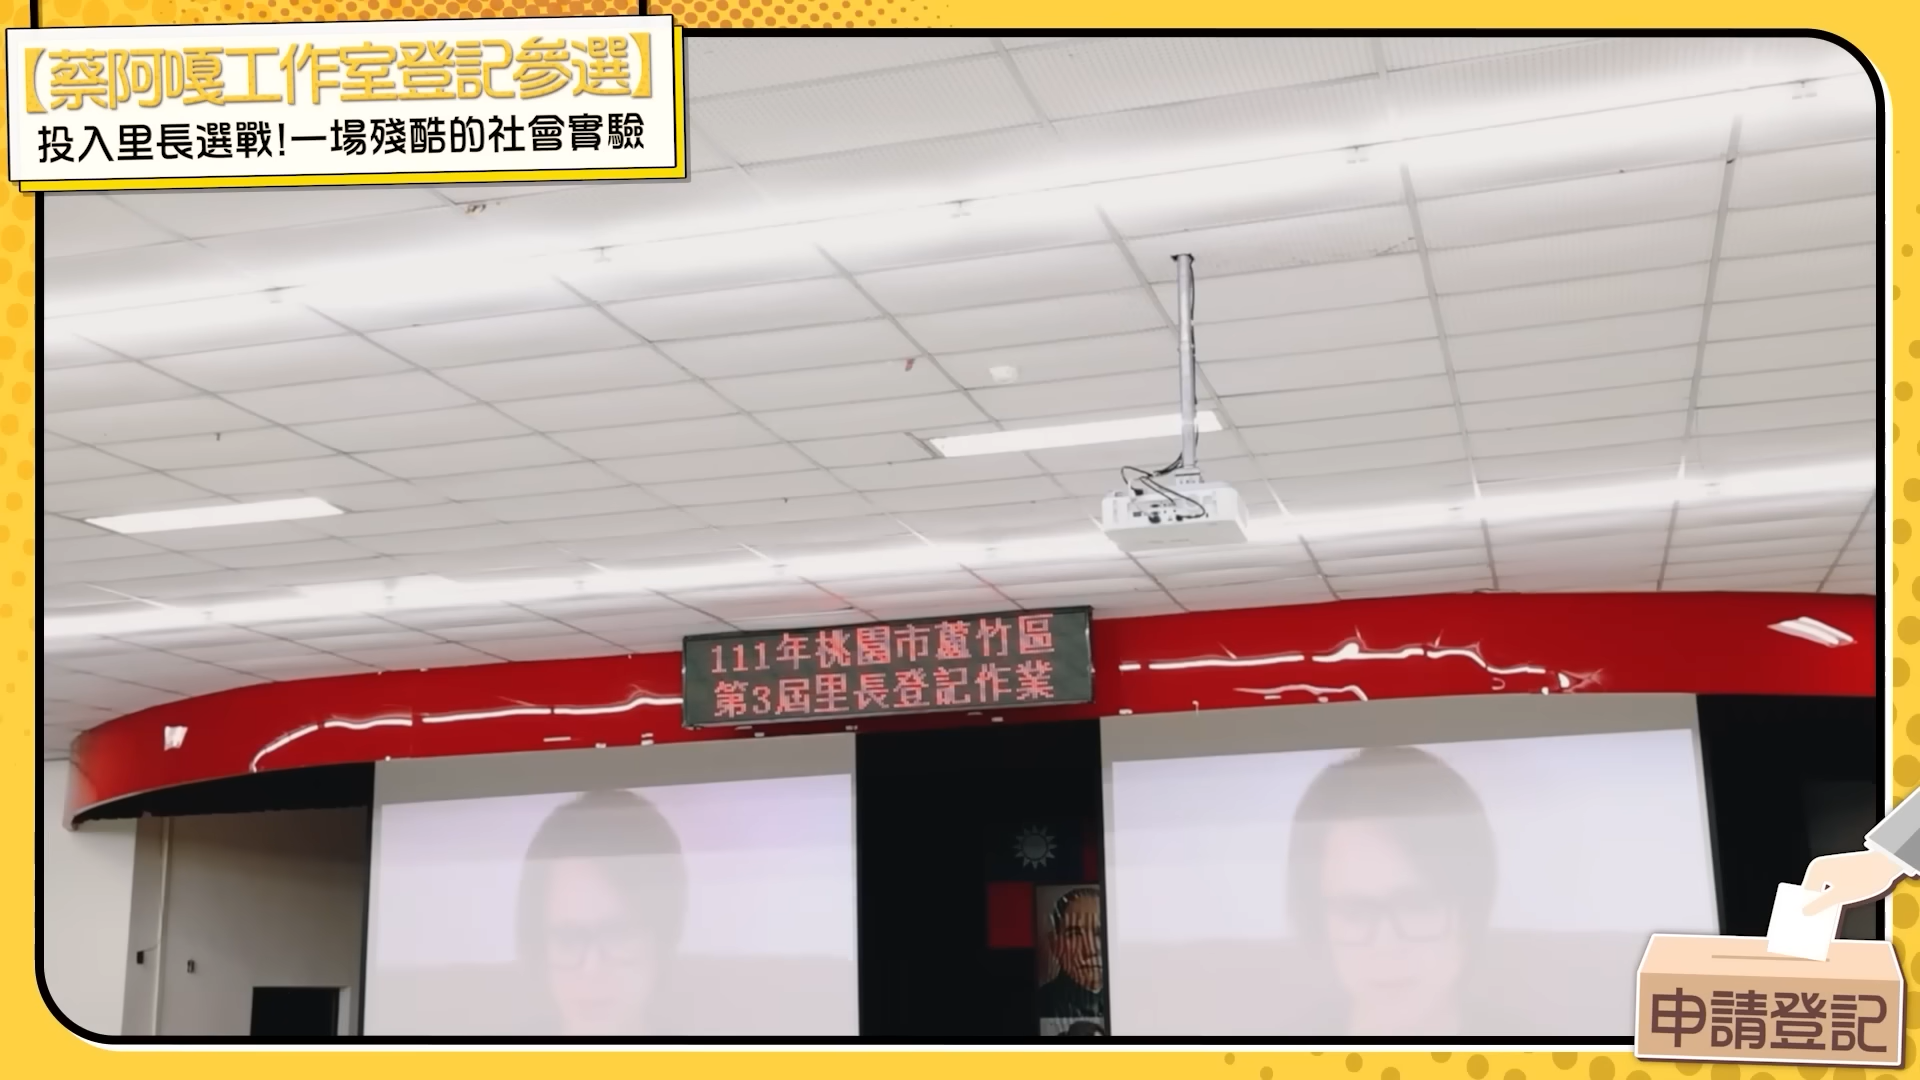 【蔡阿嘎工作室登記參選】
投入里長選戰!一場殘酷的社會實驗
111年桃園市蘆竹區
第3屆里長登記作業
申請登記